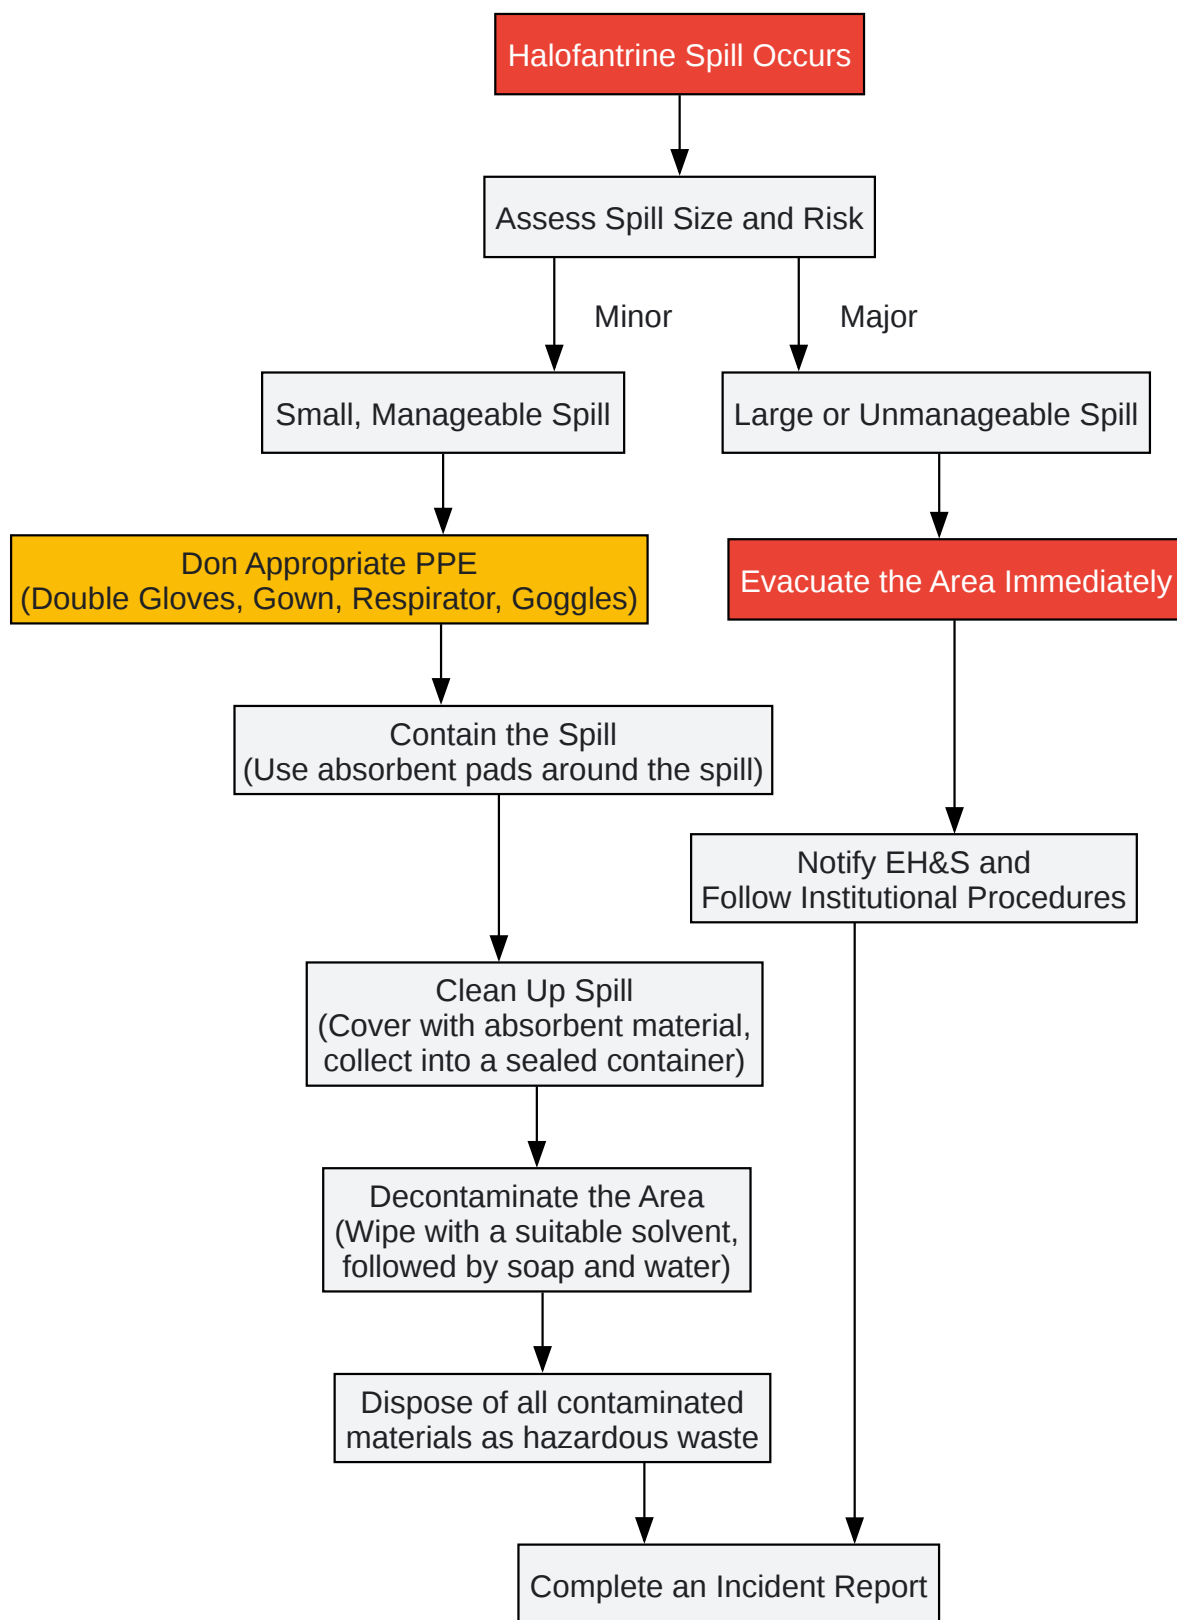 Halofantrine Spill Occurs
Assess Spill Size and Risk
Minor
Major
Small, Manageable Spill
Large or Unmanageable Spill
Don Appropriate PPE
(Double Gloves, Gown, Respirator, Goggles)
Evacuate the Area Immediately
Contain the Spill
(Use absorbent pads around the spill)
Notify EH&S and
Follow Institutional Procedures
Clean Up Spill
(Cover with absorbent material,
collect into a sealed container)
Decontaminate the Area
(Wipe with a suitable solvent,
followed by soap and water)
Dispose of all contaminated
materials as hazardous waste
Complete an Incident Report